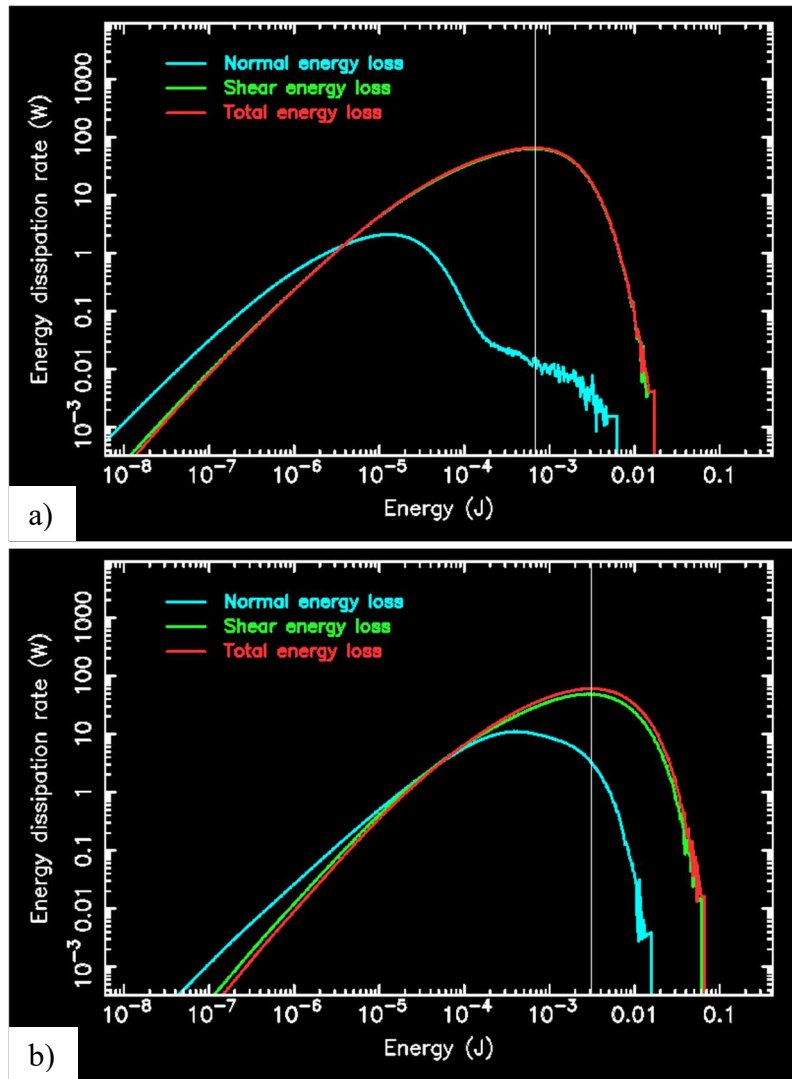 Normal energy loss
Shear energy loss
Total energy loss
Energy dissipation rate (W)
1000
100
10
1
0.1
0.01
10⁻³
10⁻⁸ 10⁻⁷ 10⁻⁶ 10⁻⁵ 10⁻⁴ 10⁻³ 0.01 0.1
Energy (J)
a)
Normal energy loss
Shear energy loss
Total energy loss
Energy dissipation rate (W)
1000
100
10
1
0.1
0.01
10⁻³
10⁻⁸ 10⁻⁷ 10⁻⁶ 10⁻⁵ 10⁻⁴ 10⁻³ 0.01 0.1
Energy (J)
b)